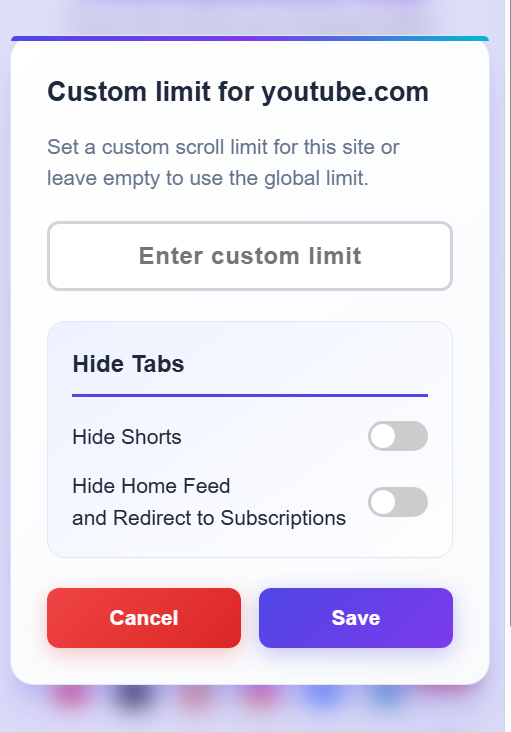 Custom limit for youtube.com
Set a custom scroll limit for this site or
leave empty to use the global limit.
Enter custom limit
Hide Tabs
Hide Shorts
Hide Home Feed
and Redirect to Subscriptions
Cancel
Save